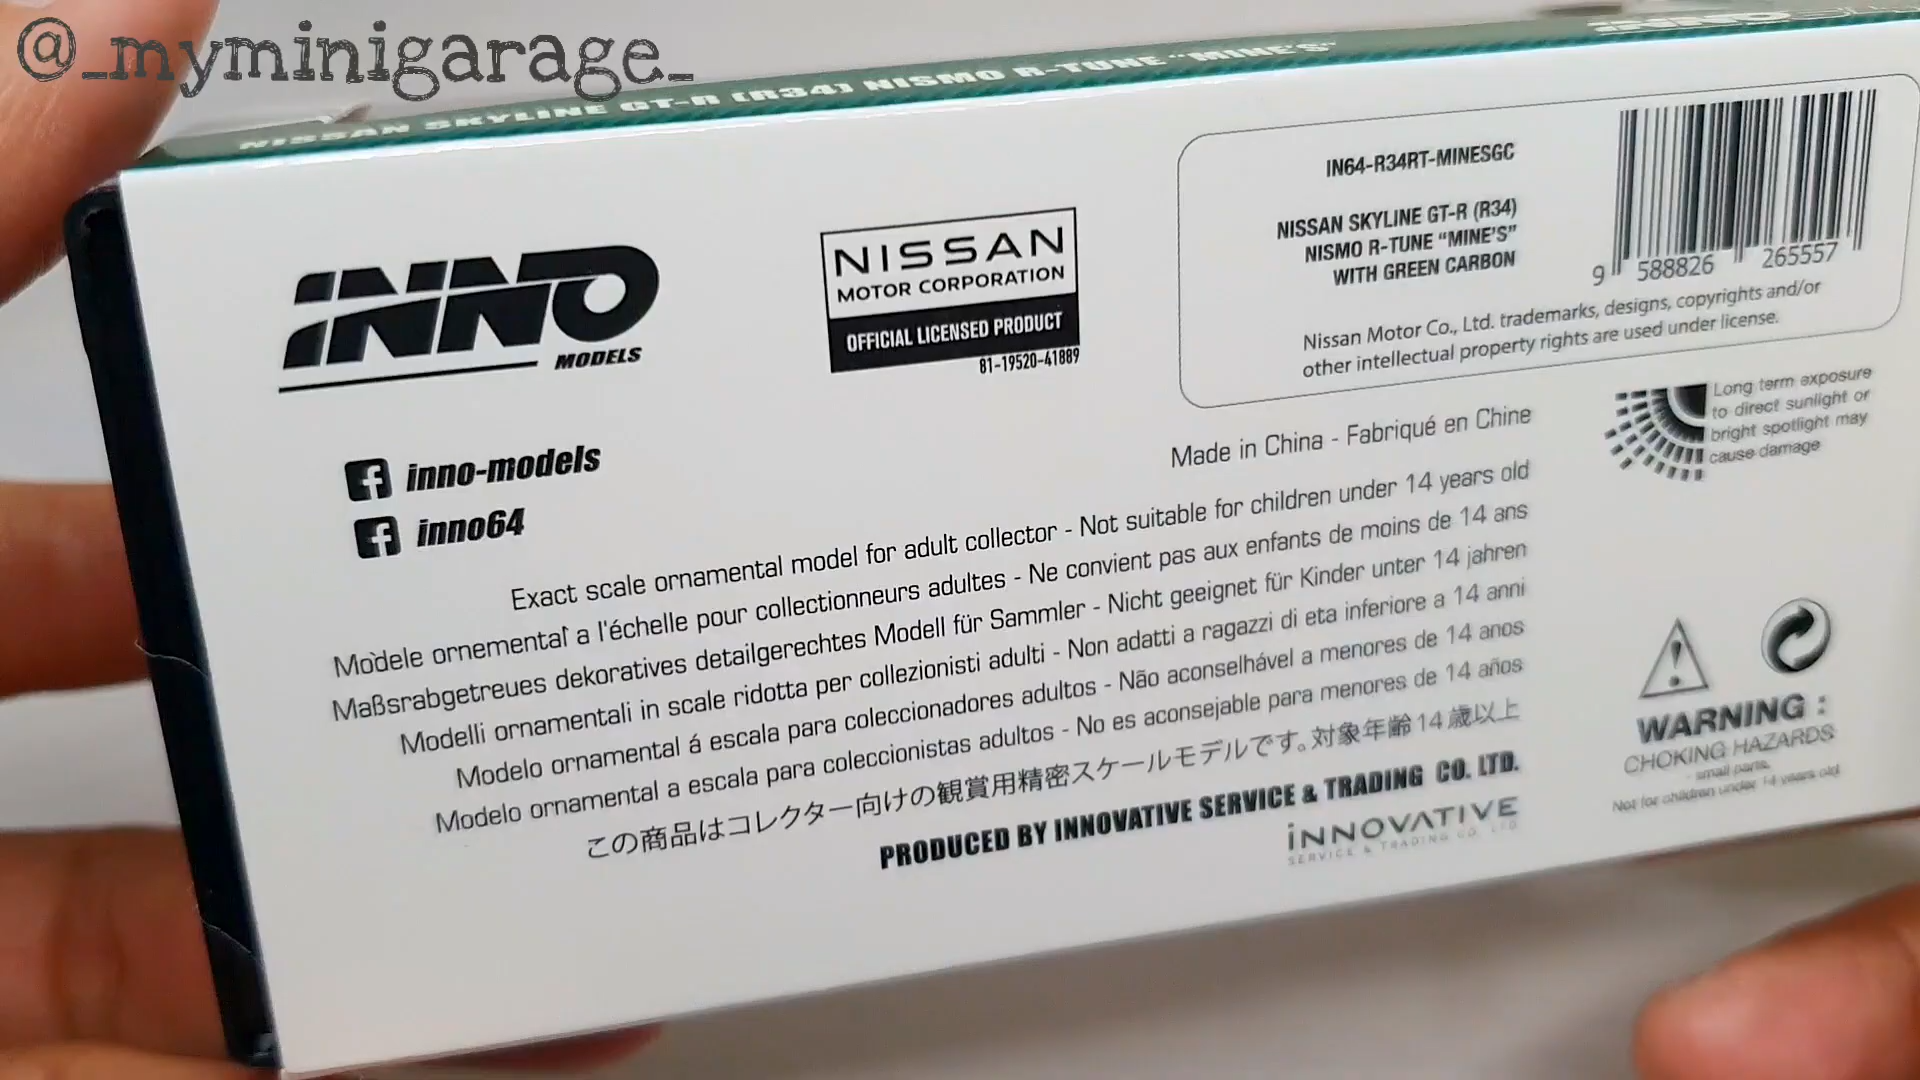 @_myminigarage_
NISSAN SKYLINE GT-R (R34) NISMO R-TUNE "MINE'S"
INNO
MODELS
NISSAN
MOTOR CORPORATION
OFFICIAL LICENSED PRODUCT
81-19520-41889
IN64-R34RT-MINESGC
NISSAN SKYLINE GT-R (R34)
NISMO R-TUNE “MINE’S”
WITH GREEN CARBON
9 588826 265557
Nissan Motor Co., Ltd. trademarks, designs, copyrights and/or
other intellectual property rights are used under license.
inno-models
inno64
Made in China - Fabriqué en Chine
Long term exposure
to direct sunlight or
bright spotlight may
cause damage
Exact scale ornamental model for adult collector - Not suitable for children under 14 years old
Modèle ornemental a l'échelle pour collectionneurs adultes - Ne convient pas aux enfants de moins de 14 ans
Maßsrabgetreues dekoratives detailgerechtes Modell für Sammler - Nicht geeignet für Kinder unter 14 jahren
Modelli ornamentali in scale ridotta per collezionisti adulti - Non adatti a ragazzi di eta inferiore a 14 anni
Modelo ornamental á escala para coleccionadores adultos - Não aconselhável a menores de 14 anos
Modelo ornamental a escala para coleccionistas adultos - No es aconsejable para menores de 14 años
この商品はコレクター向けの観賞用精密スケールモデルです。対象年齢14歳以上
PRODUCED BY INNOVATIVE SERVICE & TRADING CO. LTD.
INNOVATIVE
SERVICE & TRADING CO. LTD
WARNING :
CHOKING HAZARDS
- small parts.
Not for children under 14 years old